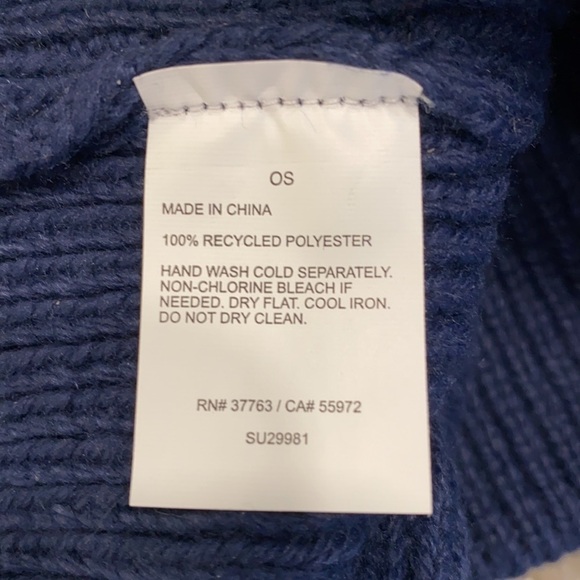 OS
MADE IN CHINA
100% RECYCLED POLYESTER
HAND WASH COLD SEPARATELY.
NON-CHLORINE BLEACH IF
NEEDED. DRY FLAT. COOL IRON.
DO NOT DRY CLEAN.
RN# 37763 / CA# 55972
SU29981